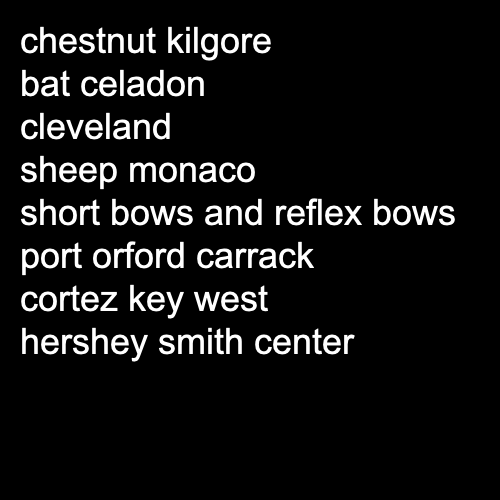 chestnut kilgore
bat celadon
cleveland
sheep monaco
short bows and reflex bows
port orford carrack
cortez key west
hershey smith center